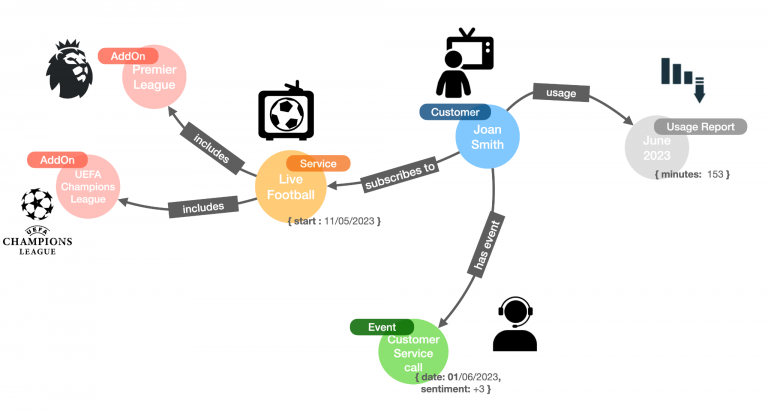 AddOn
Premier
League
AddOn
UEFA
Champions
League
UEFA
CHAMPIONS
LEAGUE
includes
includes
Service
Live
Football
{ start : 11/05/2023 }
subscribes to
Customer
Joan
Smith
usage
Usage Report
June
2023
{ minutes: 153 }
has event
Event
Customer
Service
call
{ date: 01/06/2023,
sentiment: +3 }